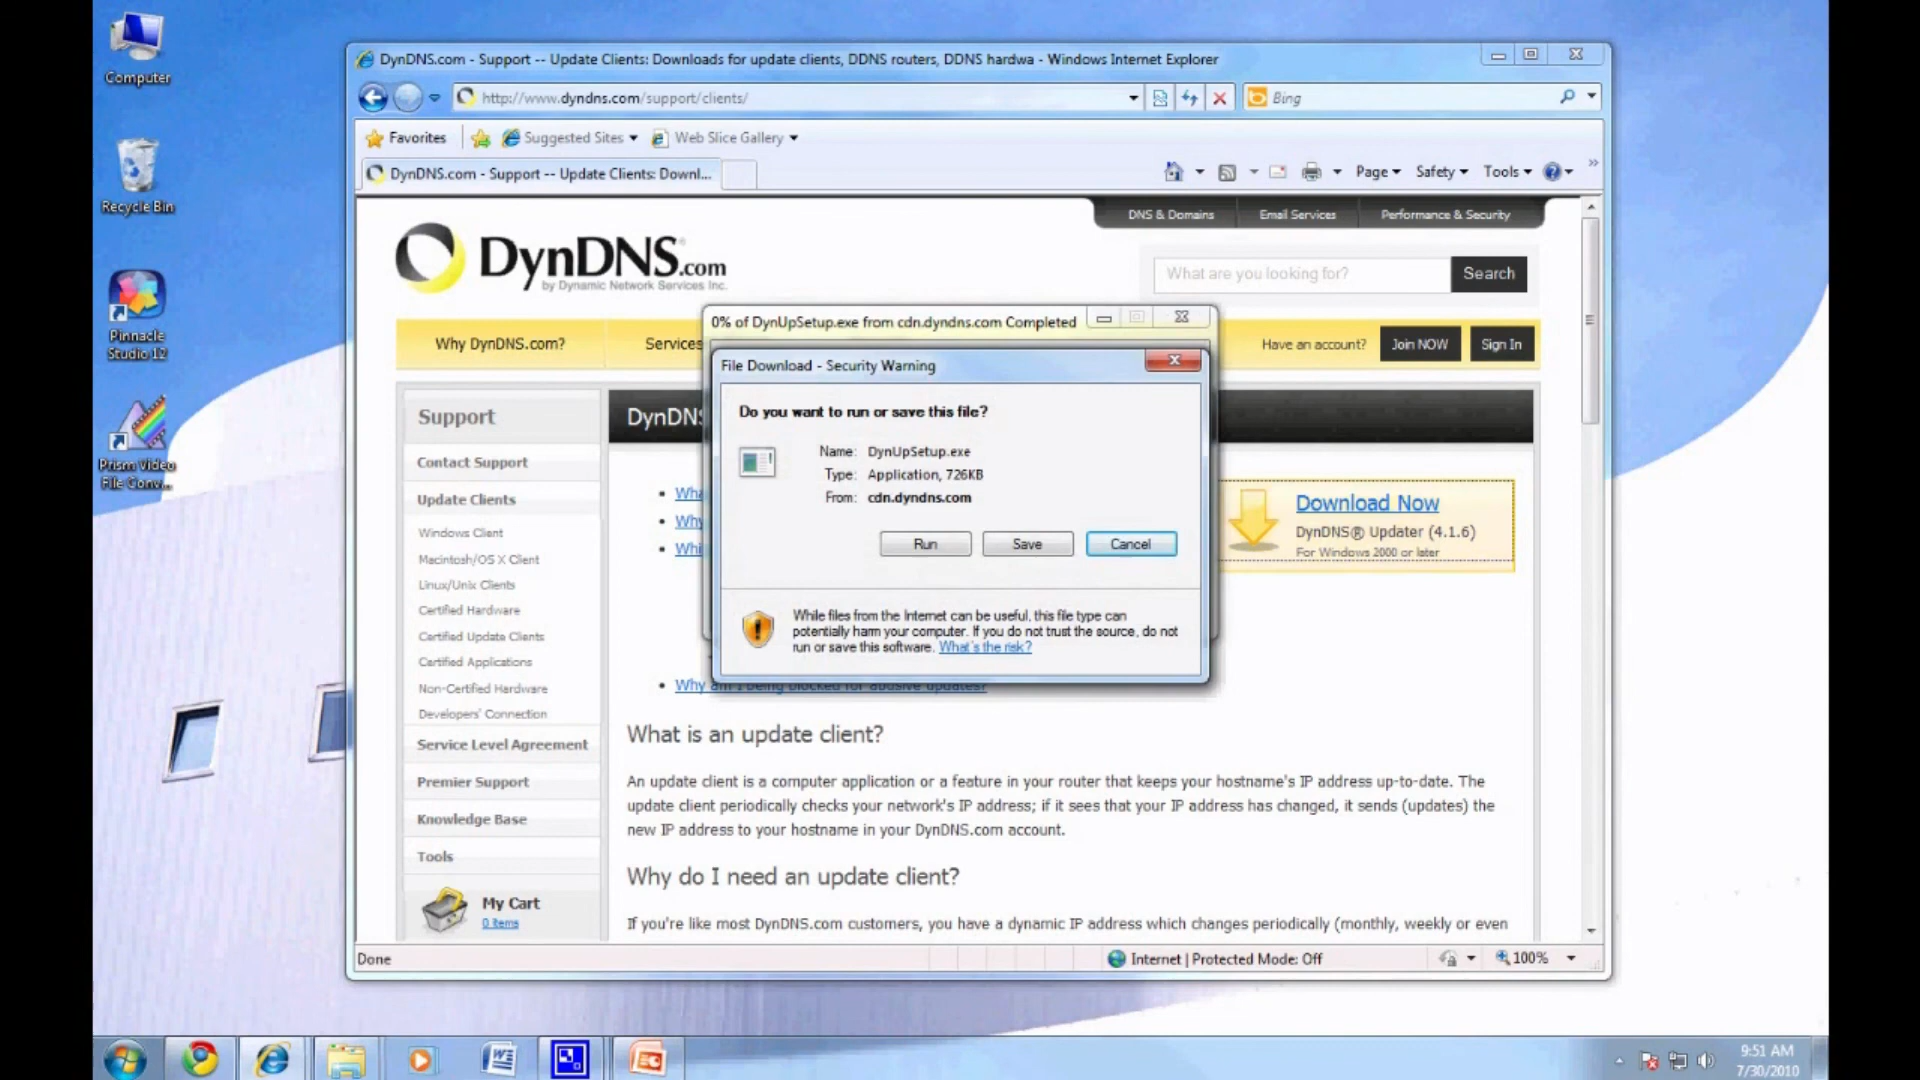 Computer
Recycle Bin
Pinnacle
Studio 12
Prism Video
File Conv...
DynDNS.com - Support -- Update Clients: Downloads for update clients, DDNS routers, DDNS hardwa - Windows Internet Explorer
http://www.dyndns.com/support/clients/
Bing
Favorites
Suggested Sites
Web Slice Gallery
DynDNS.com - Support -- Update Clients: Downl...
Page
Safety
Tools
DNS & Domains
Email Services
Performance & Security
DynDNS.com
by Dynamic Network Services Inc.
What are you looking for?
Search
Why DynDNS.com?
Services
Have an account?
Join NOW
Sign In
0% of DynUpSetup.exe from cdn.dyndns.com Completed
File Download - Security Warning
Do you want to run or save this file?
Name: DynUpSetup.exe
Type: Application, 726KB
From: cdn.dyndns.com
Run
Save
Cancel
While files from the Internet can be useful, this file type can
potentially harm your computer. If you do not trust the source, do not
run or save this software. What's the risk?
Support
Contact Support
Update Clients
Windows Client
Macintosh/OS X Client
Linux/Unix Clients
Certified Hardware
Certified Update Clients
Certified Applications
Non-Certified Hardware
Developers' Connection
Service Level Agreement
Premier Support
Knowledge Base
Tools
My Cart
0 items
DynDNS
Wha
Why
Whi
Why am I being blocked for abusive updates?
Download Now
DynDNS® Updater (4.1.6)
For Windows 2000 or later
What is an update client?
An update client is a computer application or a feature in your router that keeps your hostname's IP address up-to-date. The
update client periodically checks your network's IP address; if it sees that your IP address has changed, it sends (updates) the
new IP address to your hostname in your DynDNS.com account.
Why do I need an update client?
If you're like most DynDNS.com customers, you have a dynamic IP address which changes periodically (monthly, weekly or even
Done
Internet | Protected Mode: Off
100%
9:51 AM
7/30/2010